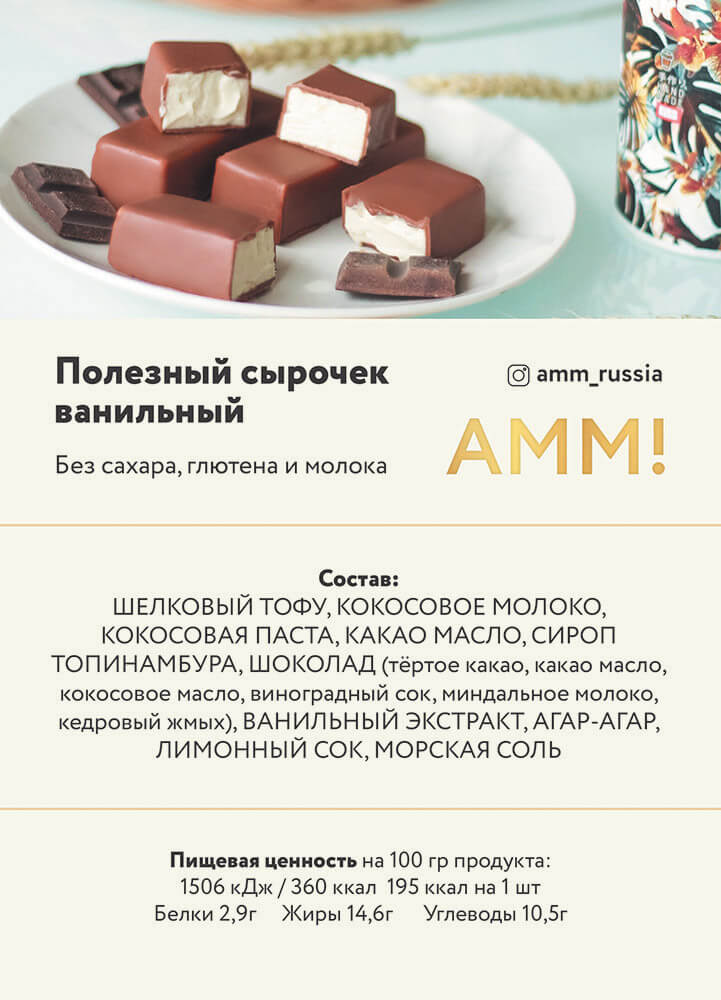 Полезный сырочек
ванильный
Без сахара, глютена и молока
amm_russia
АММ!
Состав:
ШЕЛКОВЫЙ ТОФУ, КОКОСОВОЕ МОЛОКО,
КОКОСОВАЯ ПАСТА, КАКАО МАСЛО, СИРОП
ТОПИНАМБУРА, ШОКОЛАД (тёртое какао, какао масло,
кокосовое масло, виноградный сок, миндальное молоко,
кедровый жмых), ВАНИЛЬНЫЙ ЭКСТРАКТ, АГАР-АГАР,
ЛИМОННЫЙ СОК, МОРСКАЯ СОЛЬ
Пищевая ценность на 100 гр продукта:
1506 кДж / 360 ккал 195 ккал на 1 шт
Белки 2,9г Жиры 14,6г Углеводы 10,5г